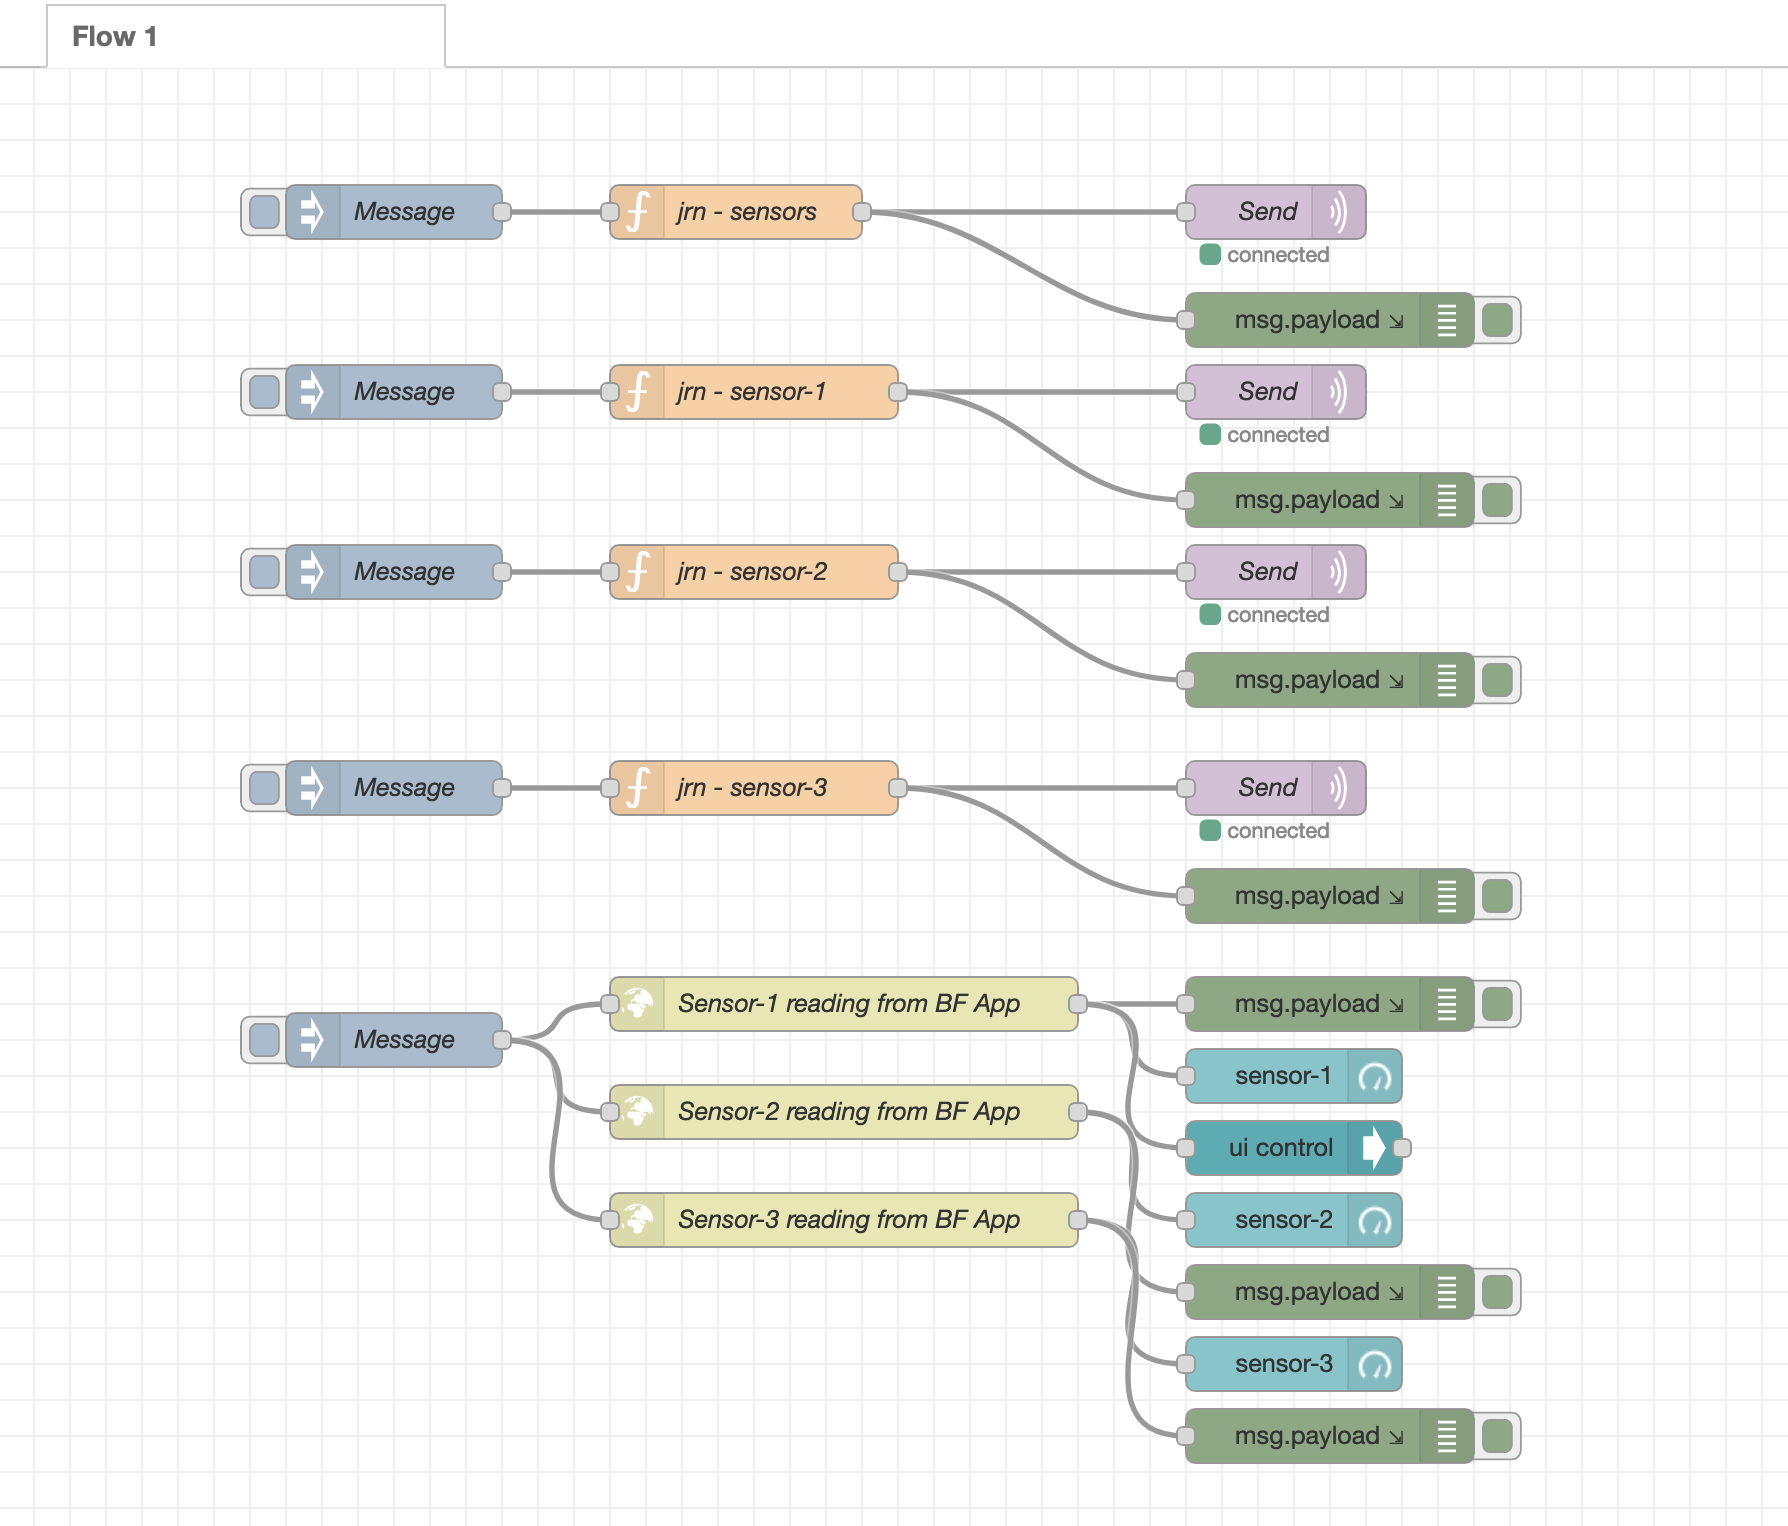 Flow 1
Message
jrn - sensors
Send
connected
msg.payload
Message
jrn - sensor-1
Send
connected
msg.payload
Message
jrn - sensor-2
Send
connected
msg.payload
Message
jrn - sensor-3
Send
connected
msg.payload
Sensor-1 reading from BF App
msg.payload
Message
sensor-1
Sensor-2 reading from BF App
ui control
Sensor-3 reading from BF App
sensor-2
msg.payload
sensor-3
msg.payload